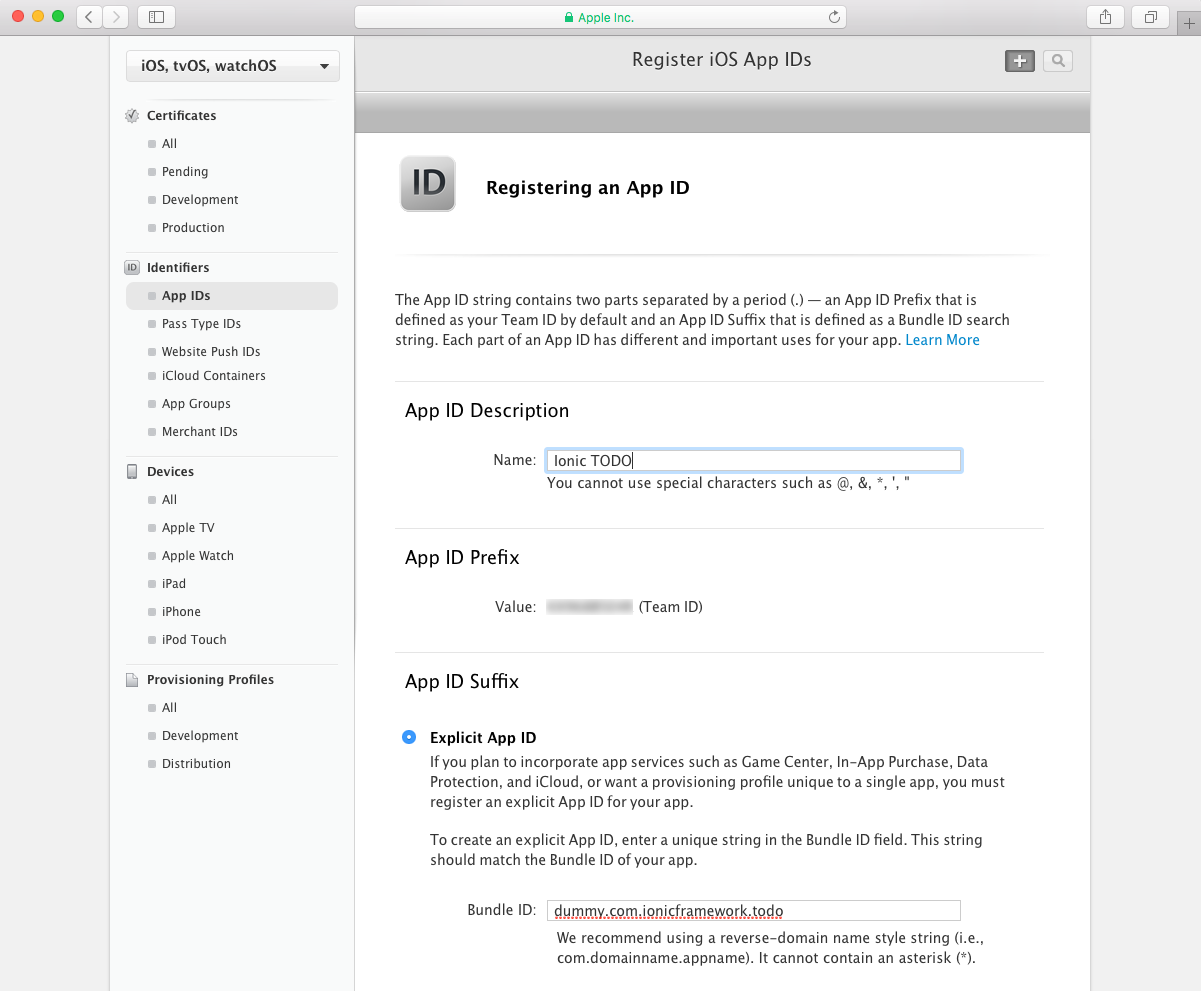 Apple Inc.
iOS, tvOS, watchOS
Certificates
All
Pending
Development
Production
ID Identifiers
App IDs
Pass Type IDs
Website Push IDs
iCloud Containers
App Groups
Merchant IDs
Devices
All
Apple TV
Apple Watch
iPad
iPhone
iPod Touch
Provisioning Profiles
All
Development
Distribution
Register iOS App IDs
ID
Registering an App ID
The App ID string contains two parts separated by a period (.) — an App ID Prefix that is
defined as your Team ID by default and an App ID Suffix that is defined as a Bundle ID search
string. Each part of an App ID has different and important uses for your app. Learn More
App ID Description
Name: Ionic TODO
You cannot use special characters such as @, &, *, ', "
App ID Prefix
Value: (Team ID)
App ID Suffix
Explicit App ID
If you plan to incorporate app services such as Game Center, In-App Purchase, Data
Protection, and iCloud, or want a provisioning profile unique to a single app, you must
register an explicit App ID for your app.
To create an explicit App ID, enter a unique string in the Bundle ID field. This string
should match the Bundle ID of your app.
Bundle ID: dummy.com.ionicframework.todo
We recommend using a reverse-domain name style string (i.e.,
com.domainname.appname). It cannot contain an asterisk (*).